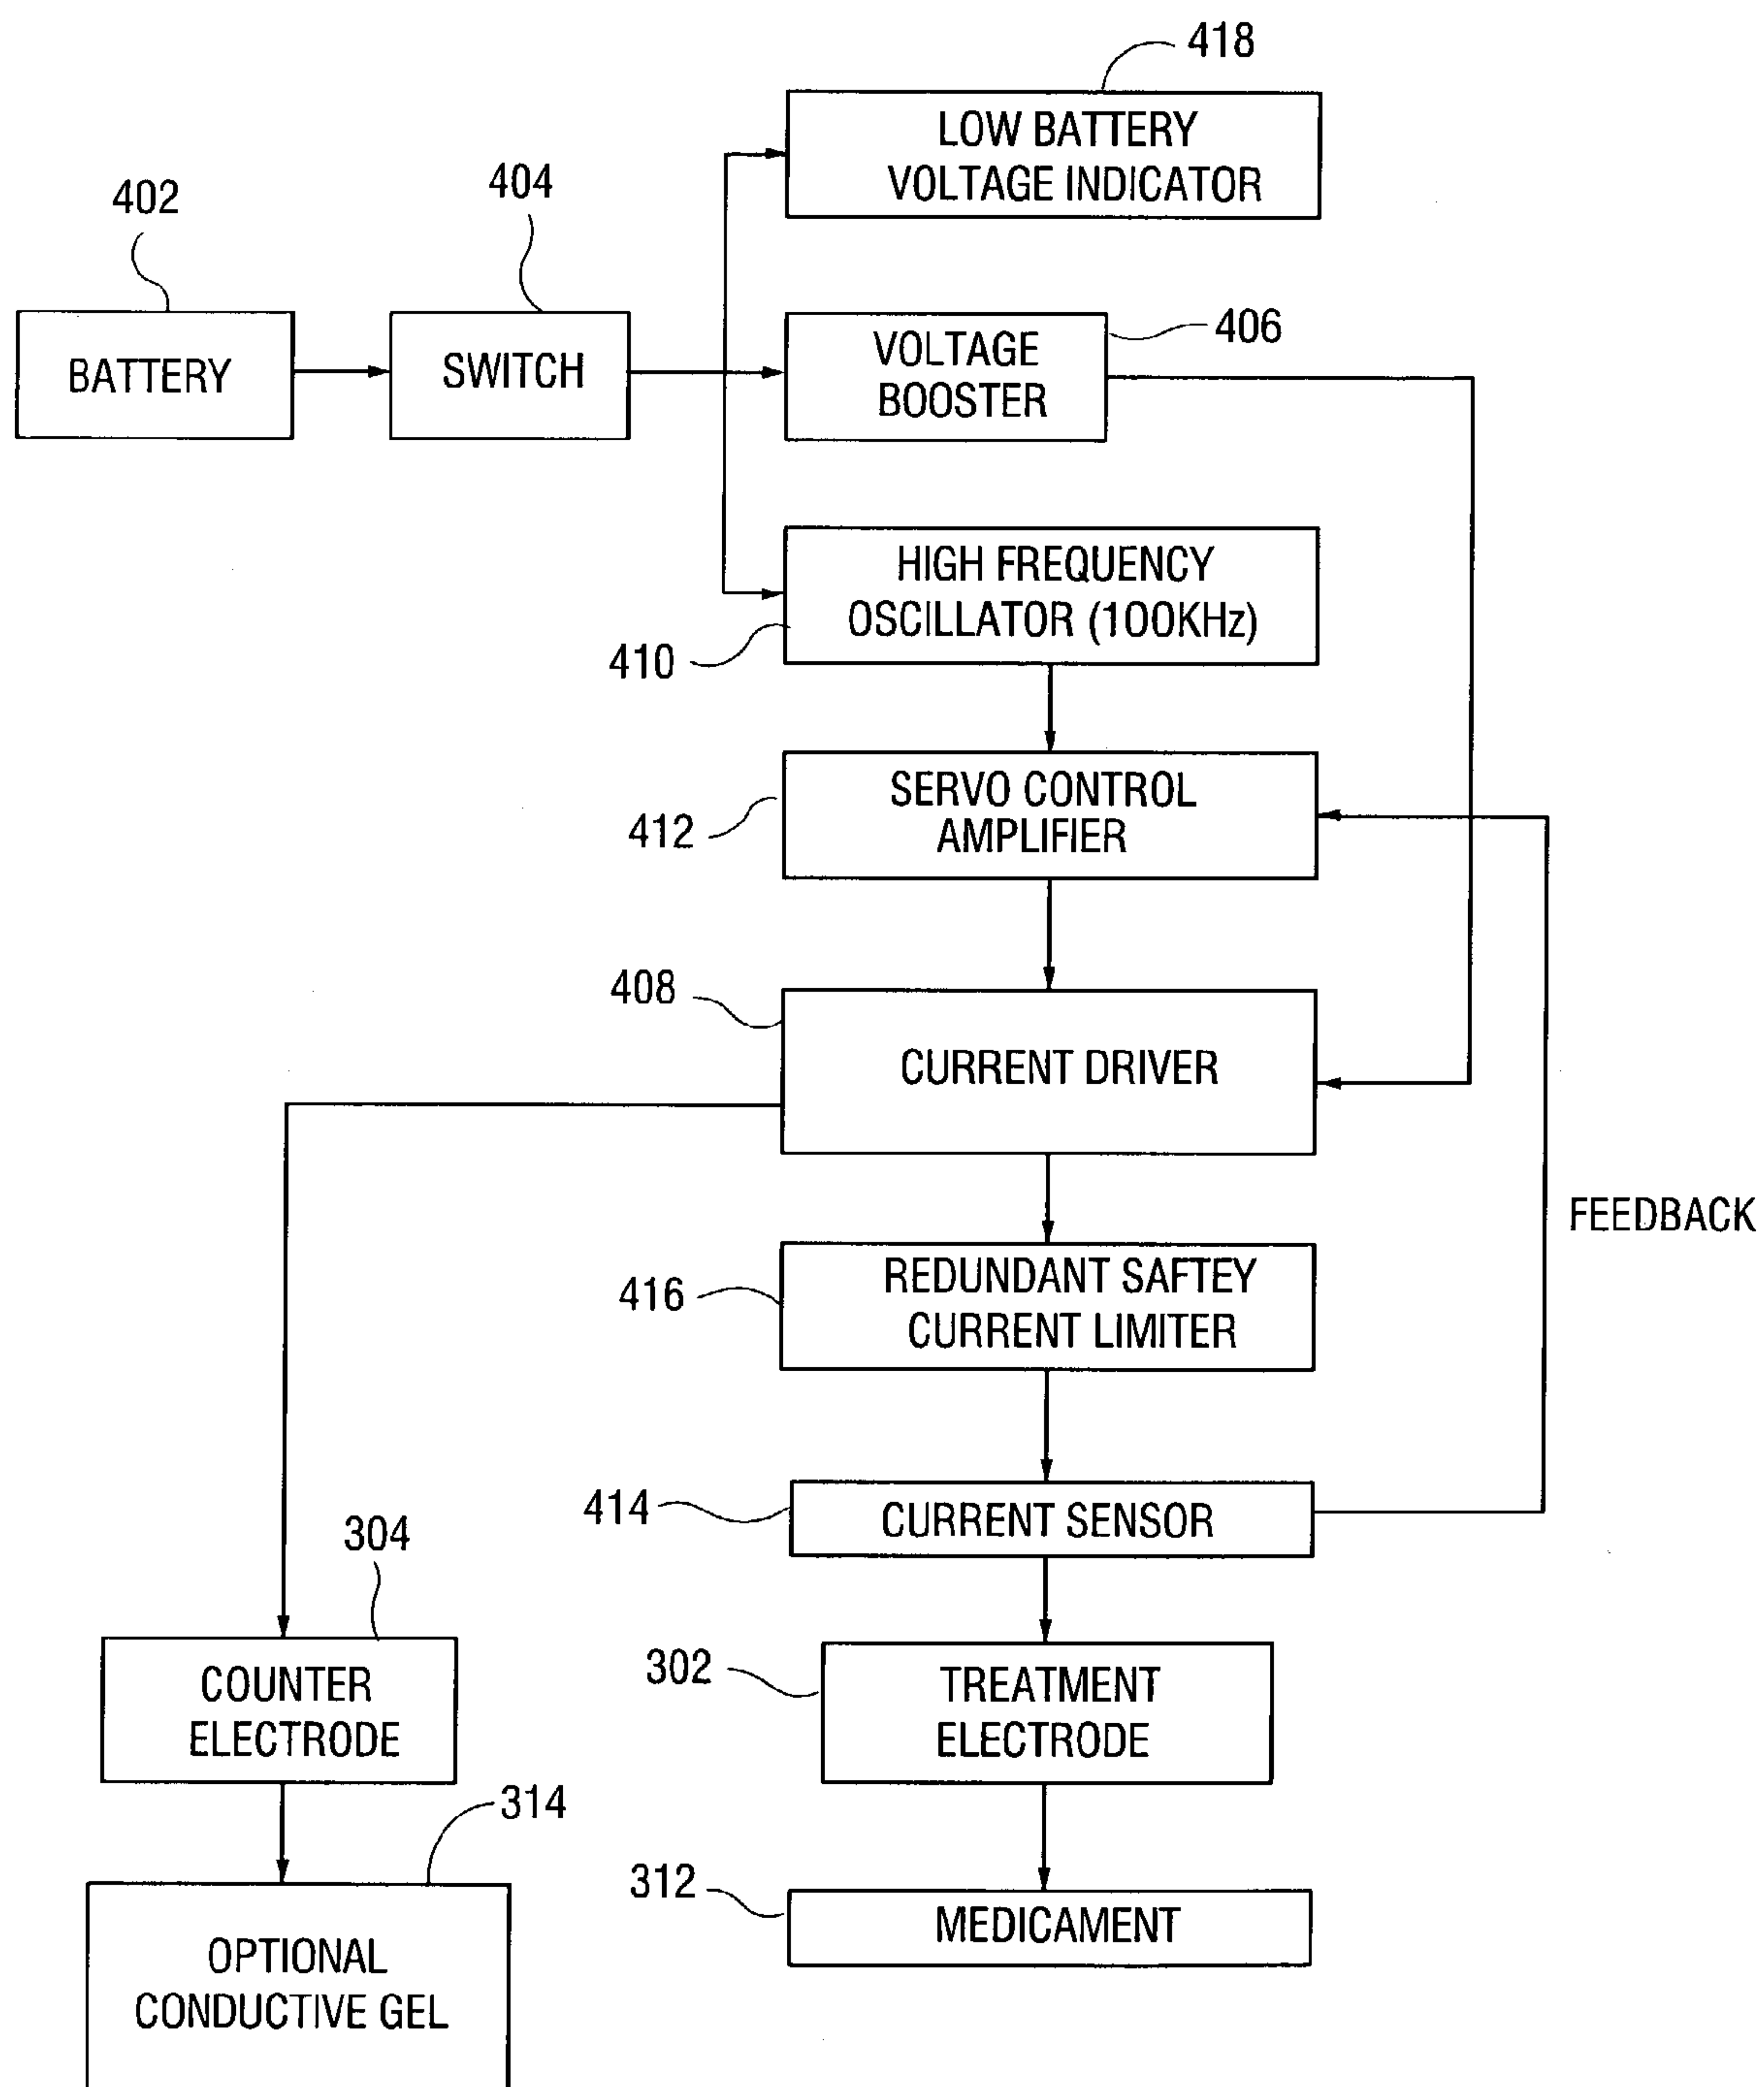 418
LOW BATTERY
VOLTAGE INDICATOR
402
404
BATTERY
SWITCH
VOLTAGE
BOOSTER
406
HIGH FREQUENCY
OSCILLATOR (100KHz)
410
SERVO CONTROL
AMPLIFIER
412
408
CURRENT DRIVER
FEEDBACK
416
REDUNDANT SAFTEY
CURRENT LIMITER
414
CURRENT SENSOR
304
COUNTER
ELECTRODE
302
TREATMENT
ELECTRODE
314
OPTIONAL
CONDUCTIVE GEL
312
MEDICAMENT